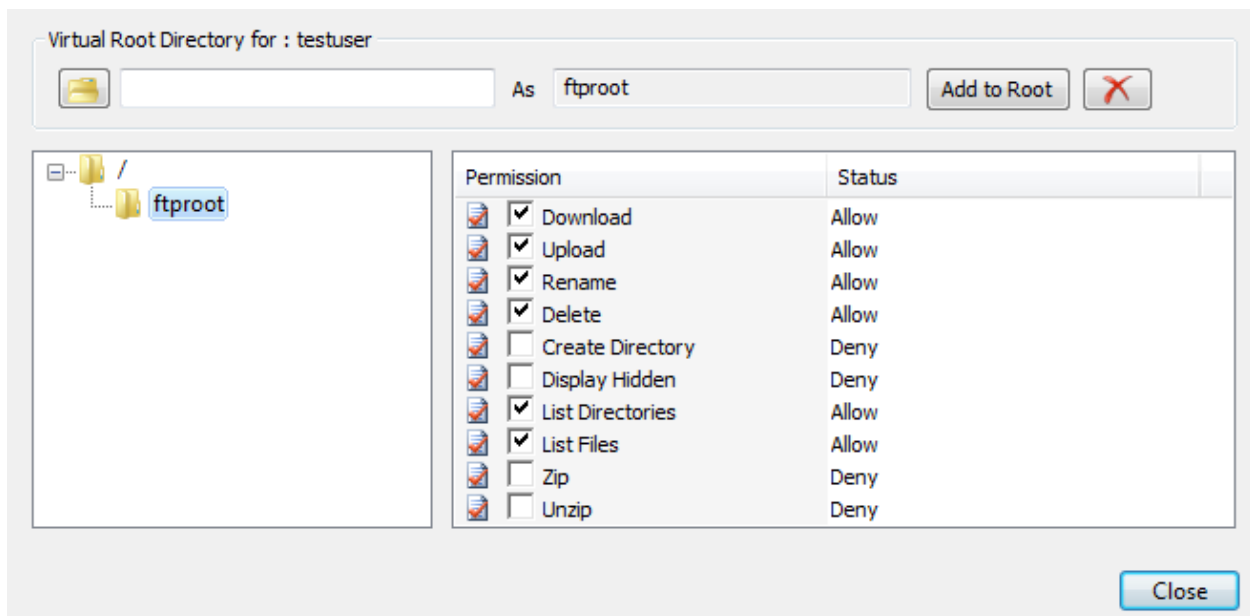 Virtual Root Directory for : testuser
As ftproot Add to Root
/
ftproot
Permission Status
Download Allow
Upload Allow
Rename Allow
Delete Allow
Create Directory Deny
Display Hidden Deny
List Directories Allow
List Files Allow
Zip Deny
Unzip Deny
Close